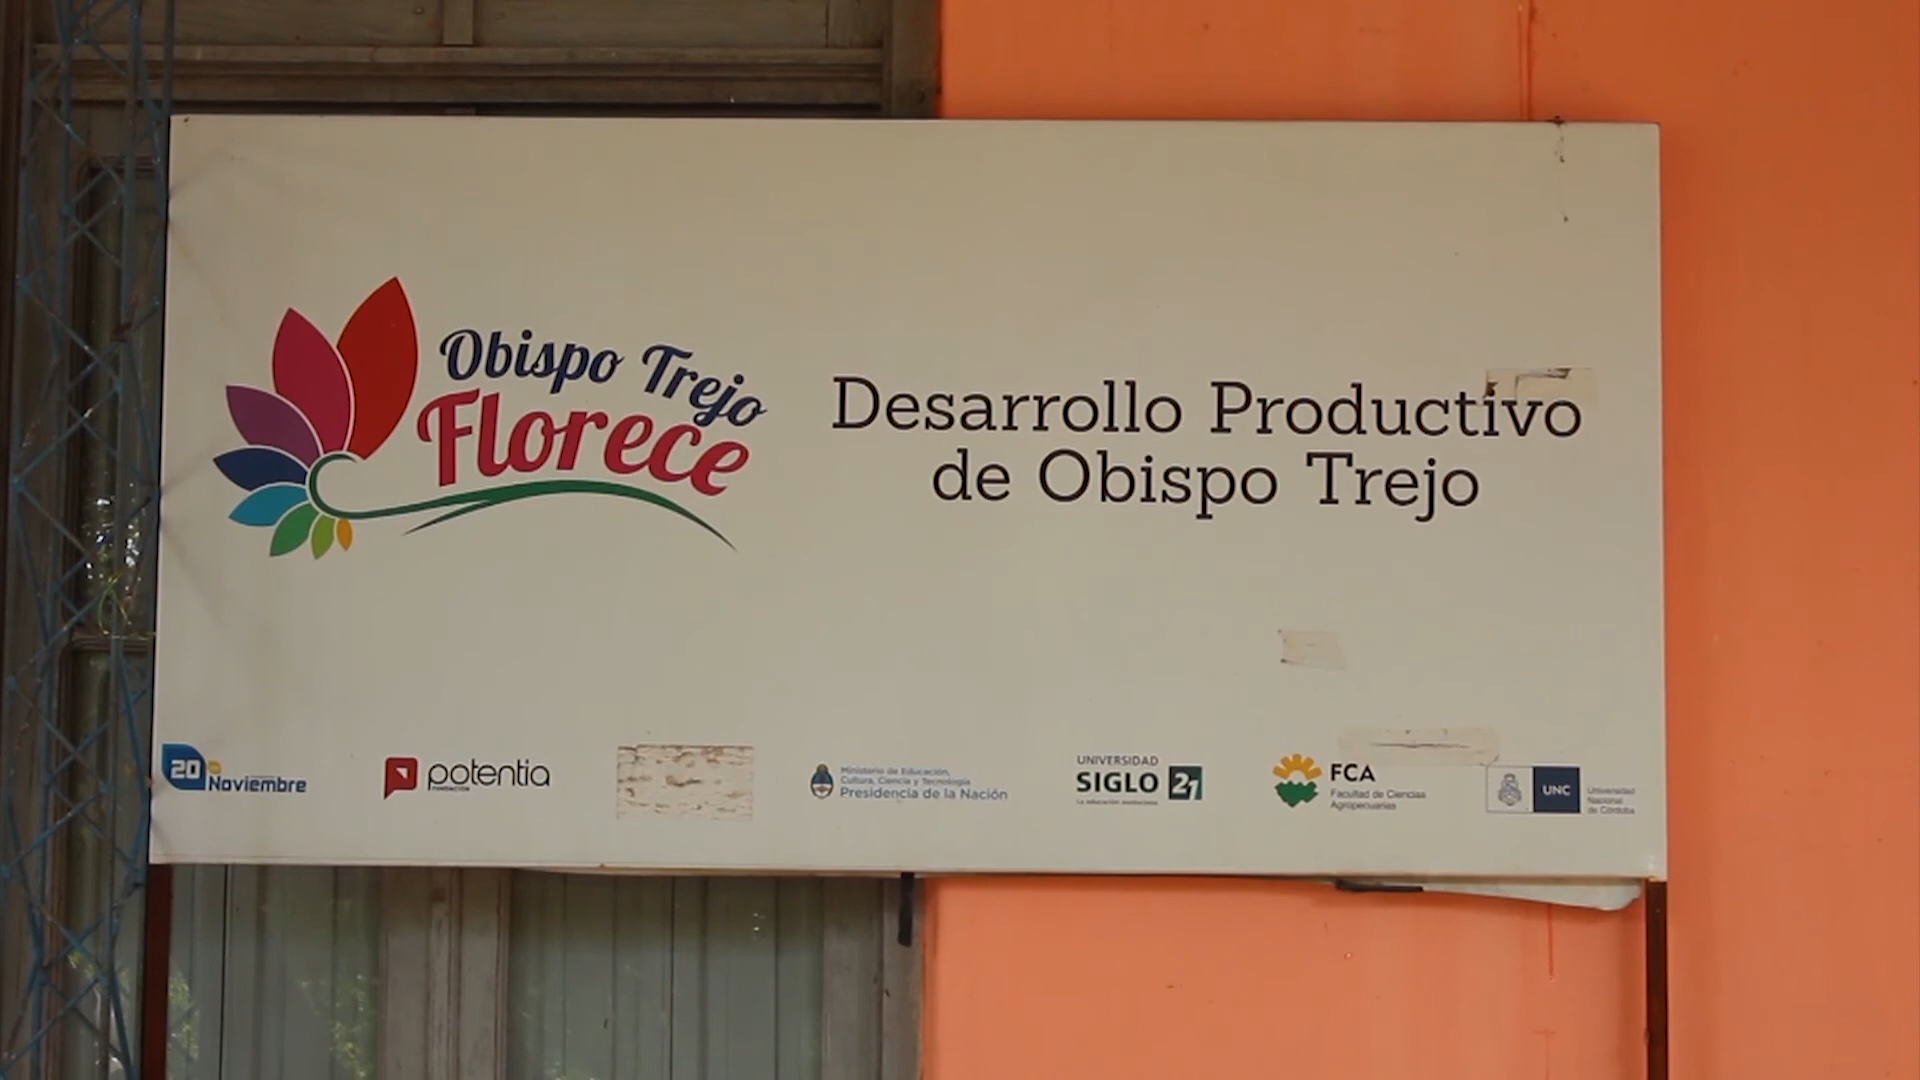 Obispo Trejo
Florece
Desarrollo Productivo
de Obispo Trejo
20 de
Noviembre
potentia
FUNDACIÓN
Ministerio de Educación,
Cultura, Ciencia y Tecnología
Presidencia de la Nación
UNIVERSIDAD
SIGLO 21
La educación evoluciona
FCA
Facultad de Ciencias
Agropecuarias
UNC
Universidad
Nacional
de Córdoba